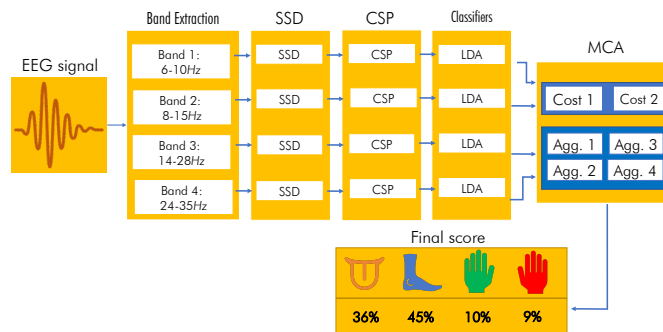 Band Extraction SSD CSP Classifiers
MCA
EEG signal
Band 1:
6-10Hz
SSD CSP LDA
Band 2:
8-15Hz
SSD CSP LDA
Band 3:
14-28Hz
SSD CSP LDA
Band 4:
24-35Hz
SSD CSP LDA
Cost 1 Cost 2
Agg. 1 Agg. 3
Agg. 2 Agg. 4
Final score
36% 45% 10% 9%